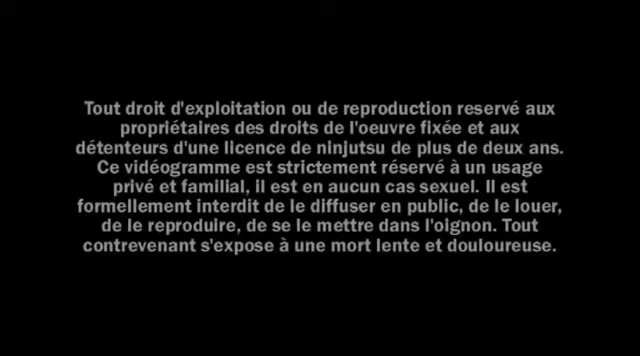 Tout droit d'exploitation ou de reproduction reservé aux
propriétaires des droits de l'oeuvre fixée et aux
détenteurs d'une licence de ninjutsu de plus de deux ans.
Ce vidéogramme est strictement réservé à un usage
privé et familial, il est en aucun cas sexuel. Il est
formellement interdit de le diffuser en public, de le louer,
de le reproduire, de se le mettre dans l'oignon. Tout
contrevenant s'expose à une mort lente et douloureuse.